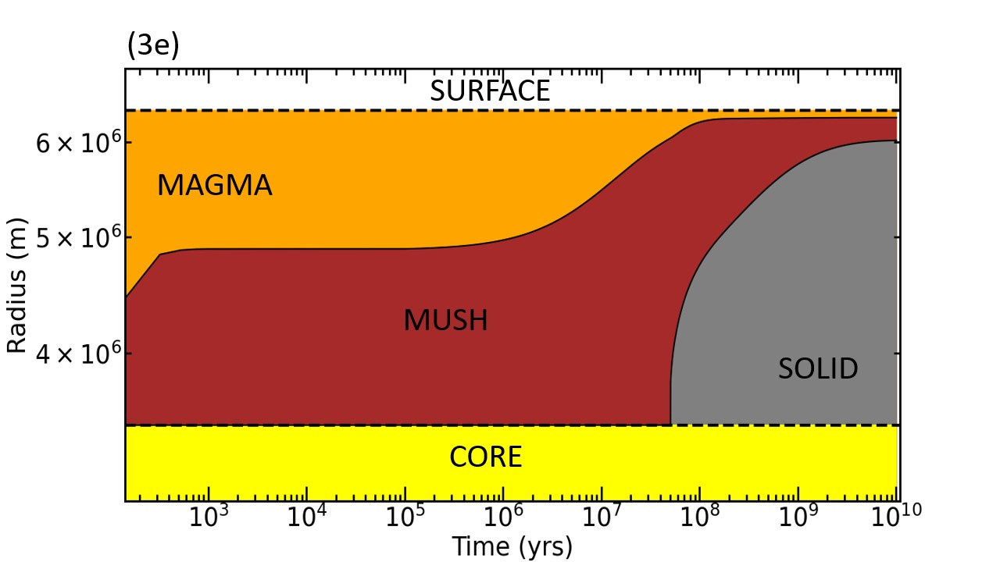 (3e)
SURFACE
6 × 10⁶
MAGMA
5 × 10⁶
Radius (m)
MUSH
4 × 10⁶
SOLID
CORE
10³ 10⁴ 10⁵ 10⁶ 10⁷ 10⁸ 10⁹ 10¹⁰
Time (yrs)